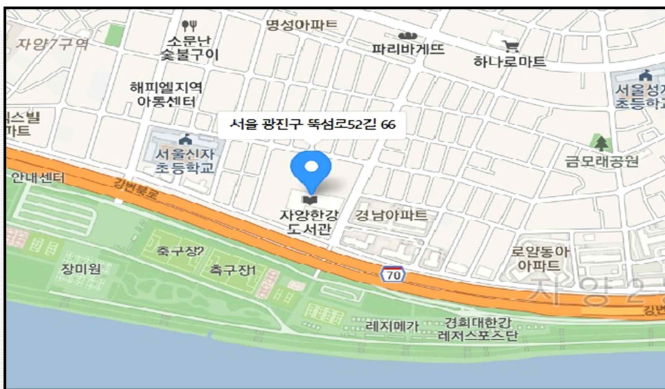 명성아파트
소문난
숯불구이
자양7구역
파리바게뜨
하나로마트
해피엘지역
아동센터
서울성자
초등학교
서울 광진구 뚝섬로52길 66
파트
서울신자
초등학교
금모래공원
안내센터
강변북로
자양한강
도서관
경남아파트
축구장2
로얄동아
아파트
장미원
축구장1
70
자양2
레지메가
경희대한강
레저스포츠단
강변